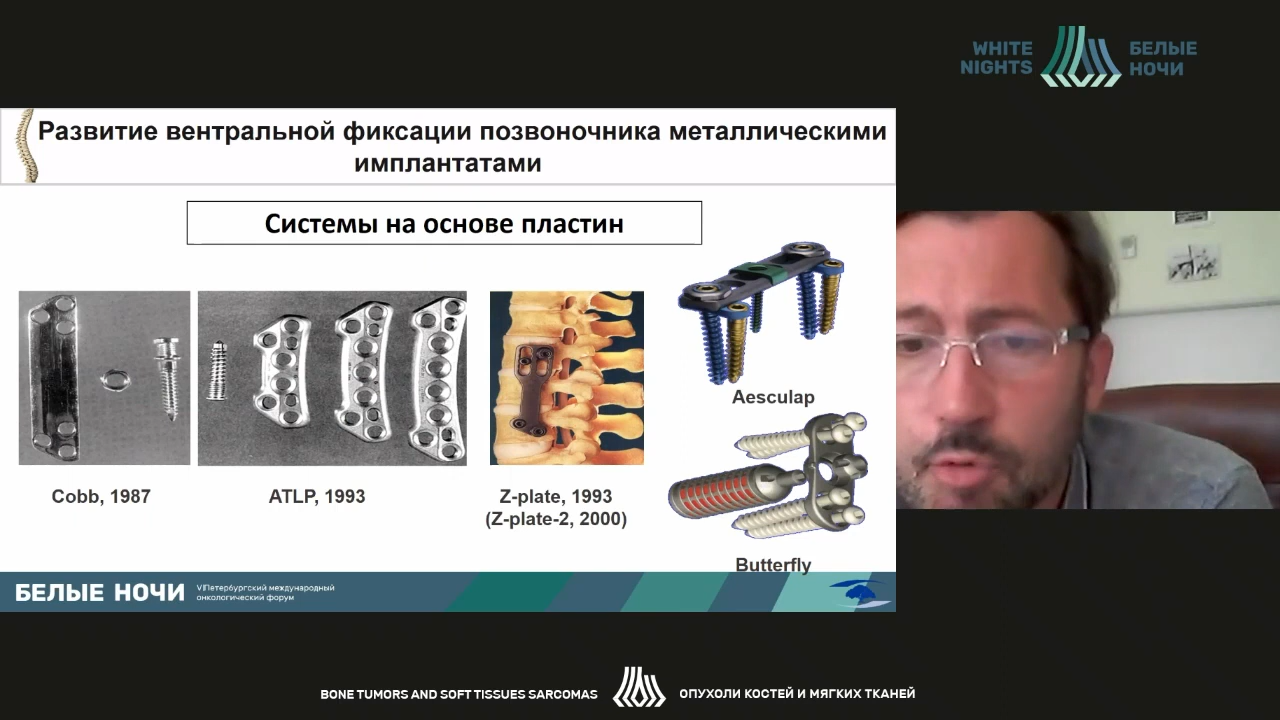 WHITE
NIGHTS
БЕЛЫЕ
НОЧИ
Развитие вентральной фиксации позвоночника металлическими
имплантатами
Системы на основе пластин
Cobb, 1987
ATLP, 1993
Z-plate, 1993
(Z-plate-2, 2000)
Aesculap
Butterfly
БЕЛЫЕ НОЧИ
VI Петербургский международный
онкологический форум
BONE TUMORS AND SOFT TISSUES SARCOMAS
ОПУХОЛИ КОСТЕЙ И МЯГКИХ ТКАНЕЙ